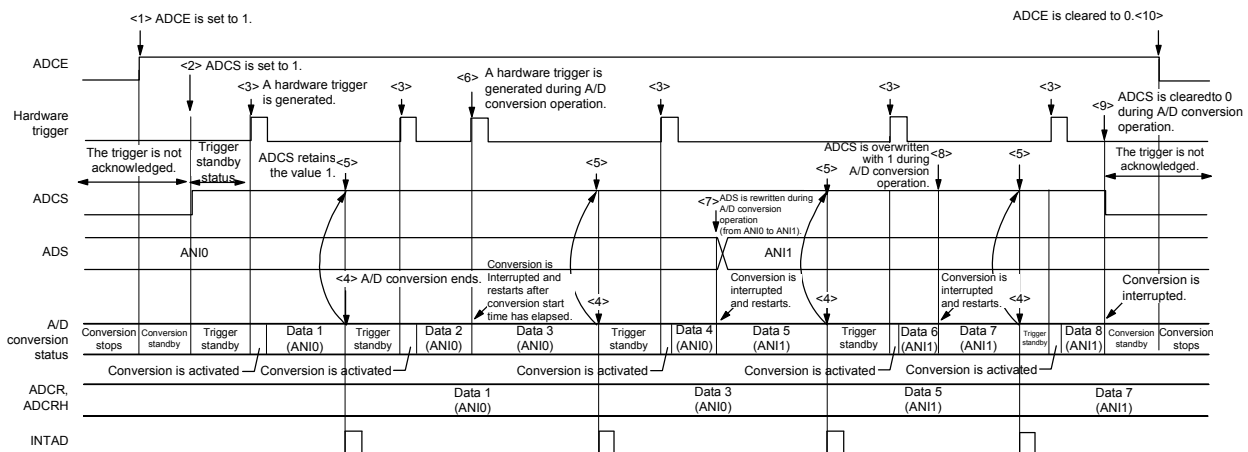 <1> ADCE is set to 1.
ADCE is cleared to 0.<10>
ADCE
<2> ADCS is set to 1.
<3> A hardware trigger
is generated.
<3>
<6> A hardware trigger is
generated during A/D
conversion operation.
<3>
<3>
<3>
<9> ADCS is clearedto 0
during A/D conversion
operation.
Hardware
trigger
The trigger is not
acknowledged.
Trigger
standby
status
ADCS retains
the value 1.
<5>
<5>
<5>
ADCS is overwritten
with 1 during
A/D conversion
operation.
<8>
<5>
The trigger is not
acknowledged.
ADCS
<7> ADS is rewritten during
A/D conversion
operation
(from ANI0 to ANI1).
ADS
ANI0
ANI1
<4> A/D conversion ends.
Conversion is
Interrupted and
restarts after
conversion start
time has elapsed.
<4>
Conversion is
interrupted
and restarts.
<4>
Conversion is
interrupted
and restarts.
<4>
Conversion is
interrupted.
A/D
conversion
status
Conversion
stops
Conversion
standby
Trigger
standby
Data 1
(ANI0)
Trigger
standby
Data 2
(ANI0)
Data 3
(ANI0)
Trigger
standby
Data 4
(ANI0)
Data 5
(ANI1)
Trigger
standby
Data 6
(ANI1)
Data 7
(ANI1)
Trigger
standby
Data 8
(ANI1)
Conversion
standby
Conversion
stops
Conversion is activated
Conversion is activated
Conversion is activated
Conversion is activated
Conversion is activated
ADCR,
ADCRH
Data 1
(ANI0)
Data 3
(ANI0)
Data 5
(ANI1)
Data 7
(ANI1)
INTAD